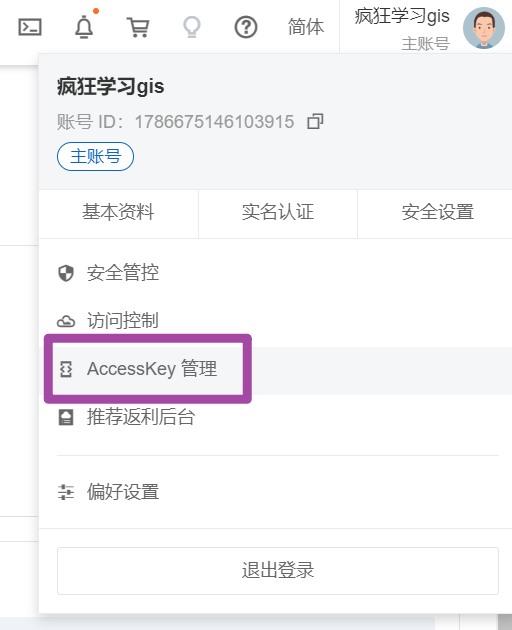 简体
疯狂学习gis
主账号
疯狂学习gis
账号 ID：1786675146103915
主账号
基本资料 实名认证 安全设置
安全管控
访问控制
AccessKey 管理
推荐返利后台
偏好设置
退出登录